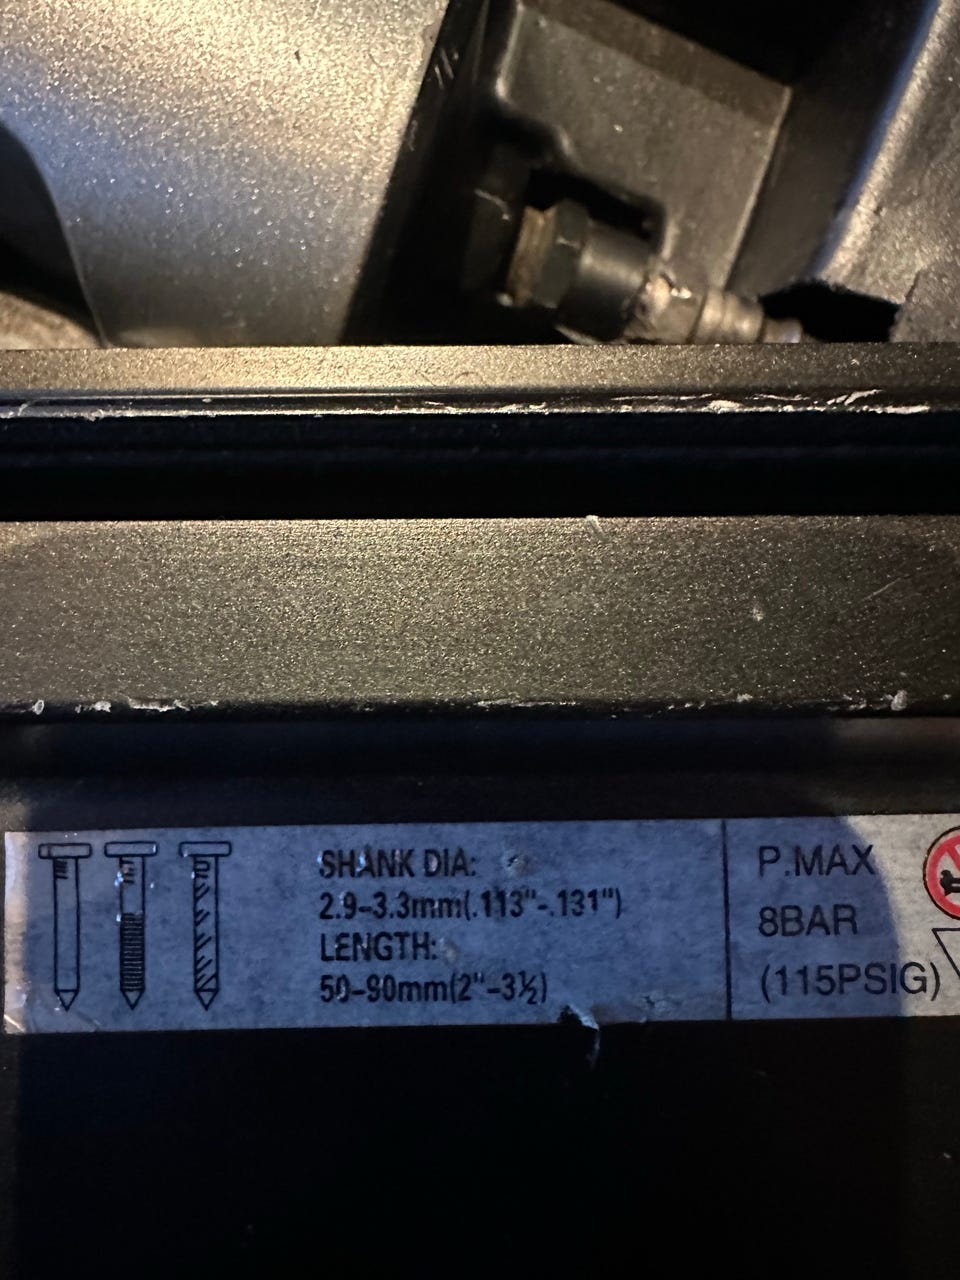 SHANK DIA:
2.9-3.3mm(.113"-.131")
LENGTH:
50-90mm(2"-3½)
P.MAX
8BAR
(115PSIG)